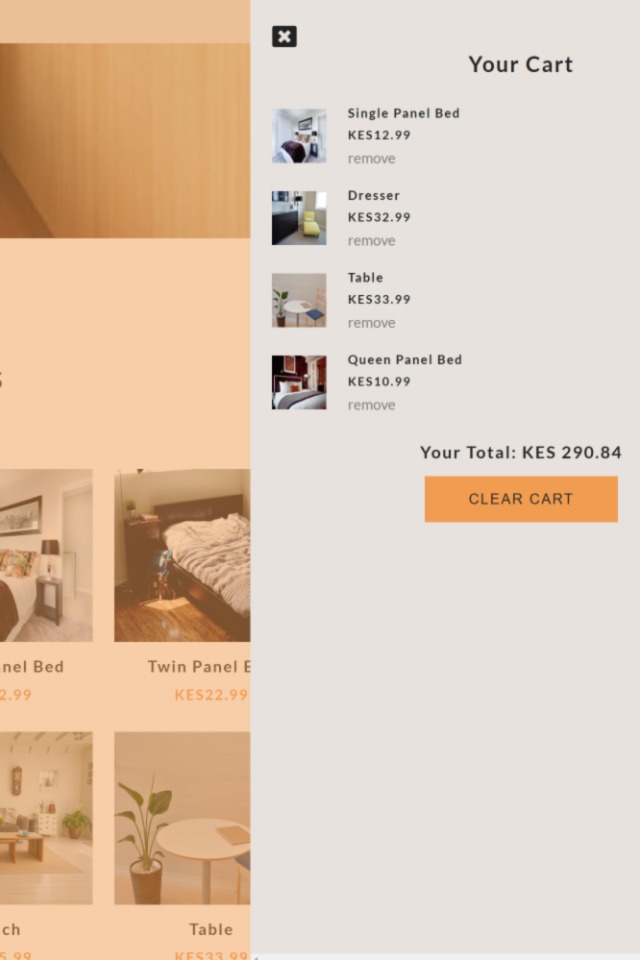 Your Cart
Single Panel Bed
KES12.99
remove
Dresser
KES32.99
remove
Table
KES33.99
remove
Queen Panel Bed
KES10.99
remove
Your Total: KES 290.84
CLEAR CART
s
nel Bed
Twin Panel
2.99
KES22.99
ch
Table
5.99
KES33.99